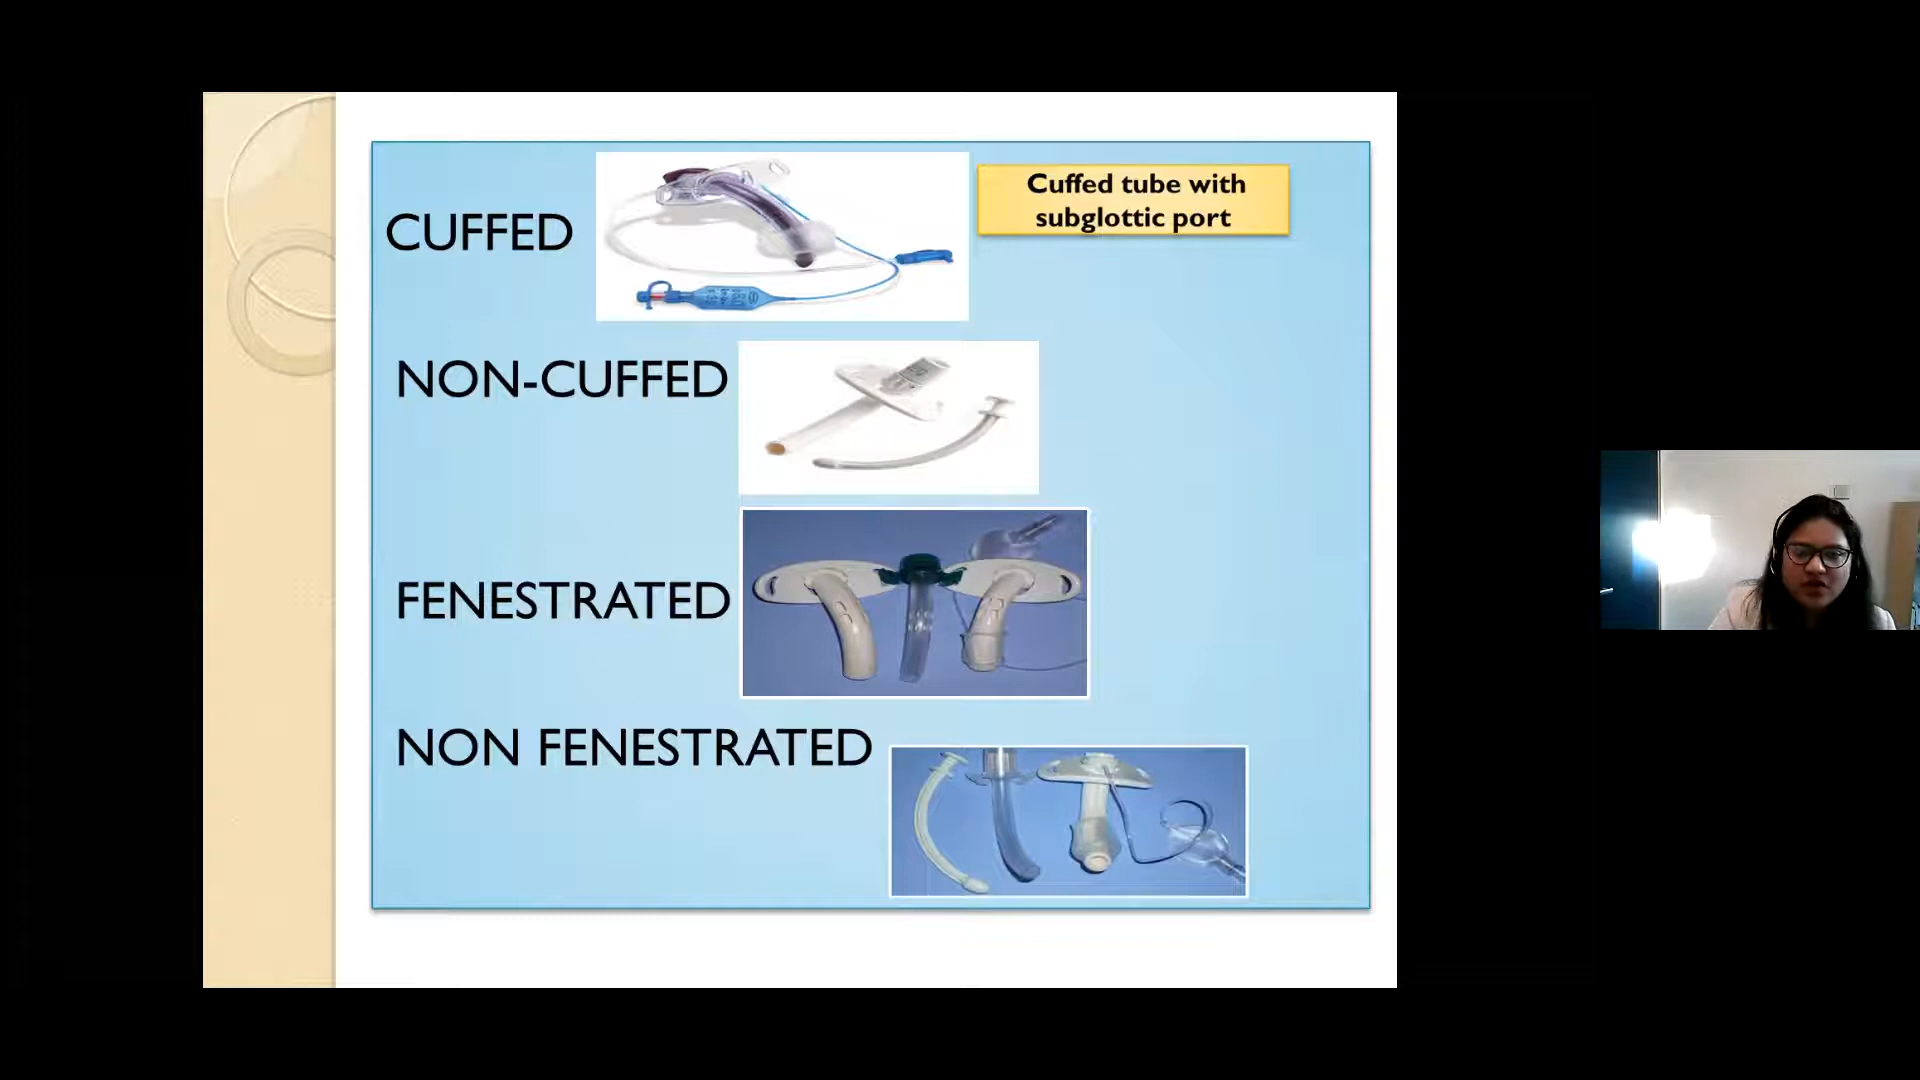 CUFFED
Cuffed tube with
subglottic port
NON-CUFFED
FENESTRATED
NON FENESTRATED